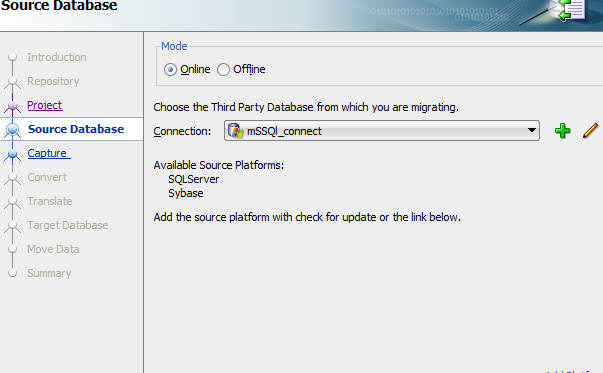 Source Database
0101010101010101010101010101
01010101010
Introduction
Repository
Project
Source Database
Capture
Convert
Translate
Target Database
Move Data
Summary
Mode
Online
Offline
Choose the Third Party Database from which you are migrating.
Connection:
mSSQl_connect
Available Source Platforms:
SQLServer
Sybase
Add the source platform with check for update or the link below.